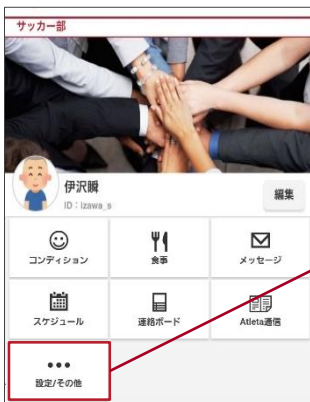 サッカー部
伊沢瞬
ID：izawa_s
編集
コンディション
食事
メッセージ
スケジュール
連絡ボード
Atleta通信
設定/その他